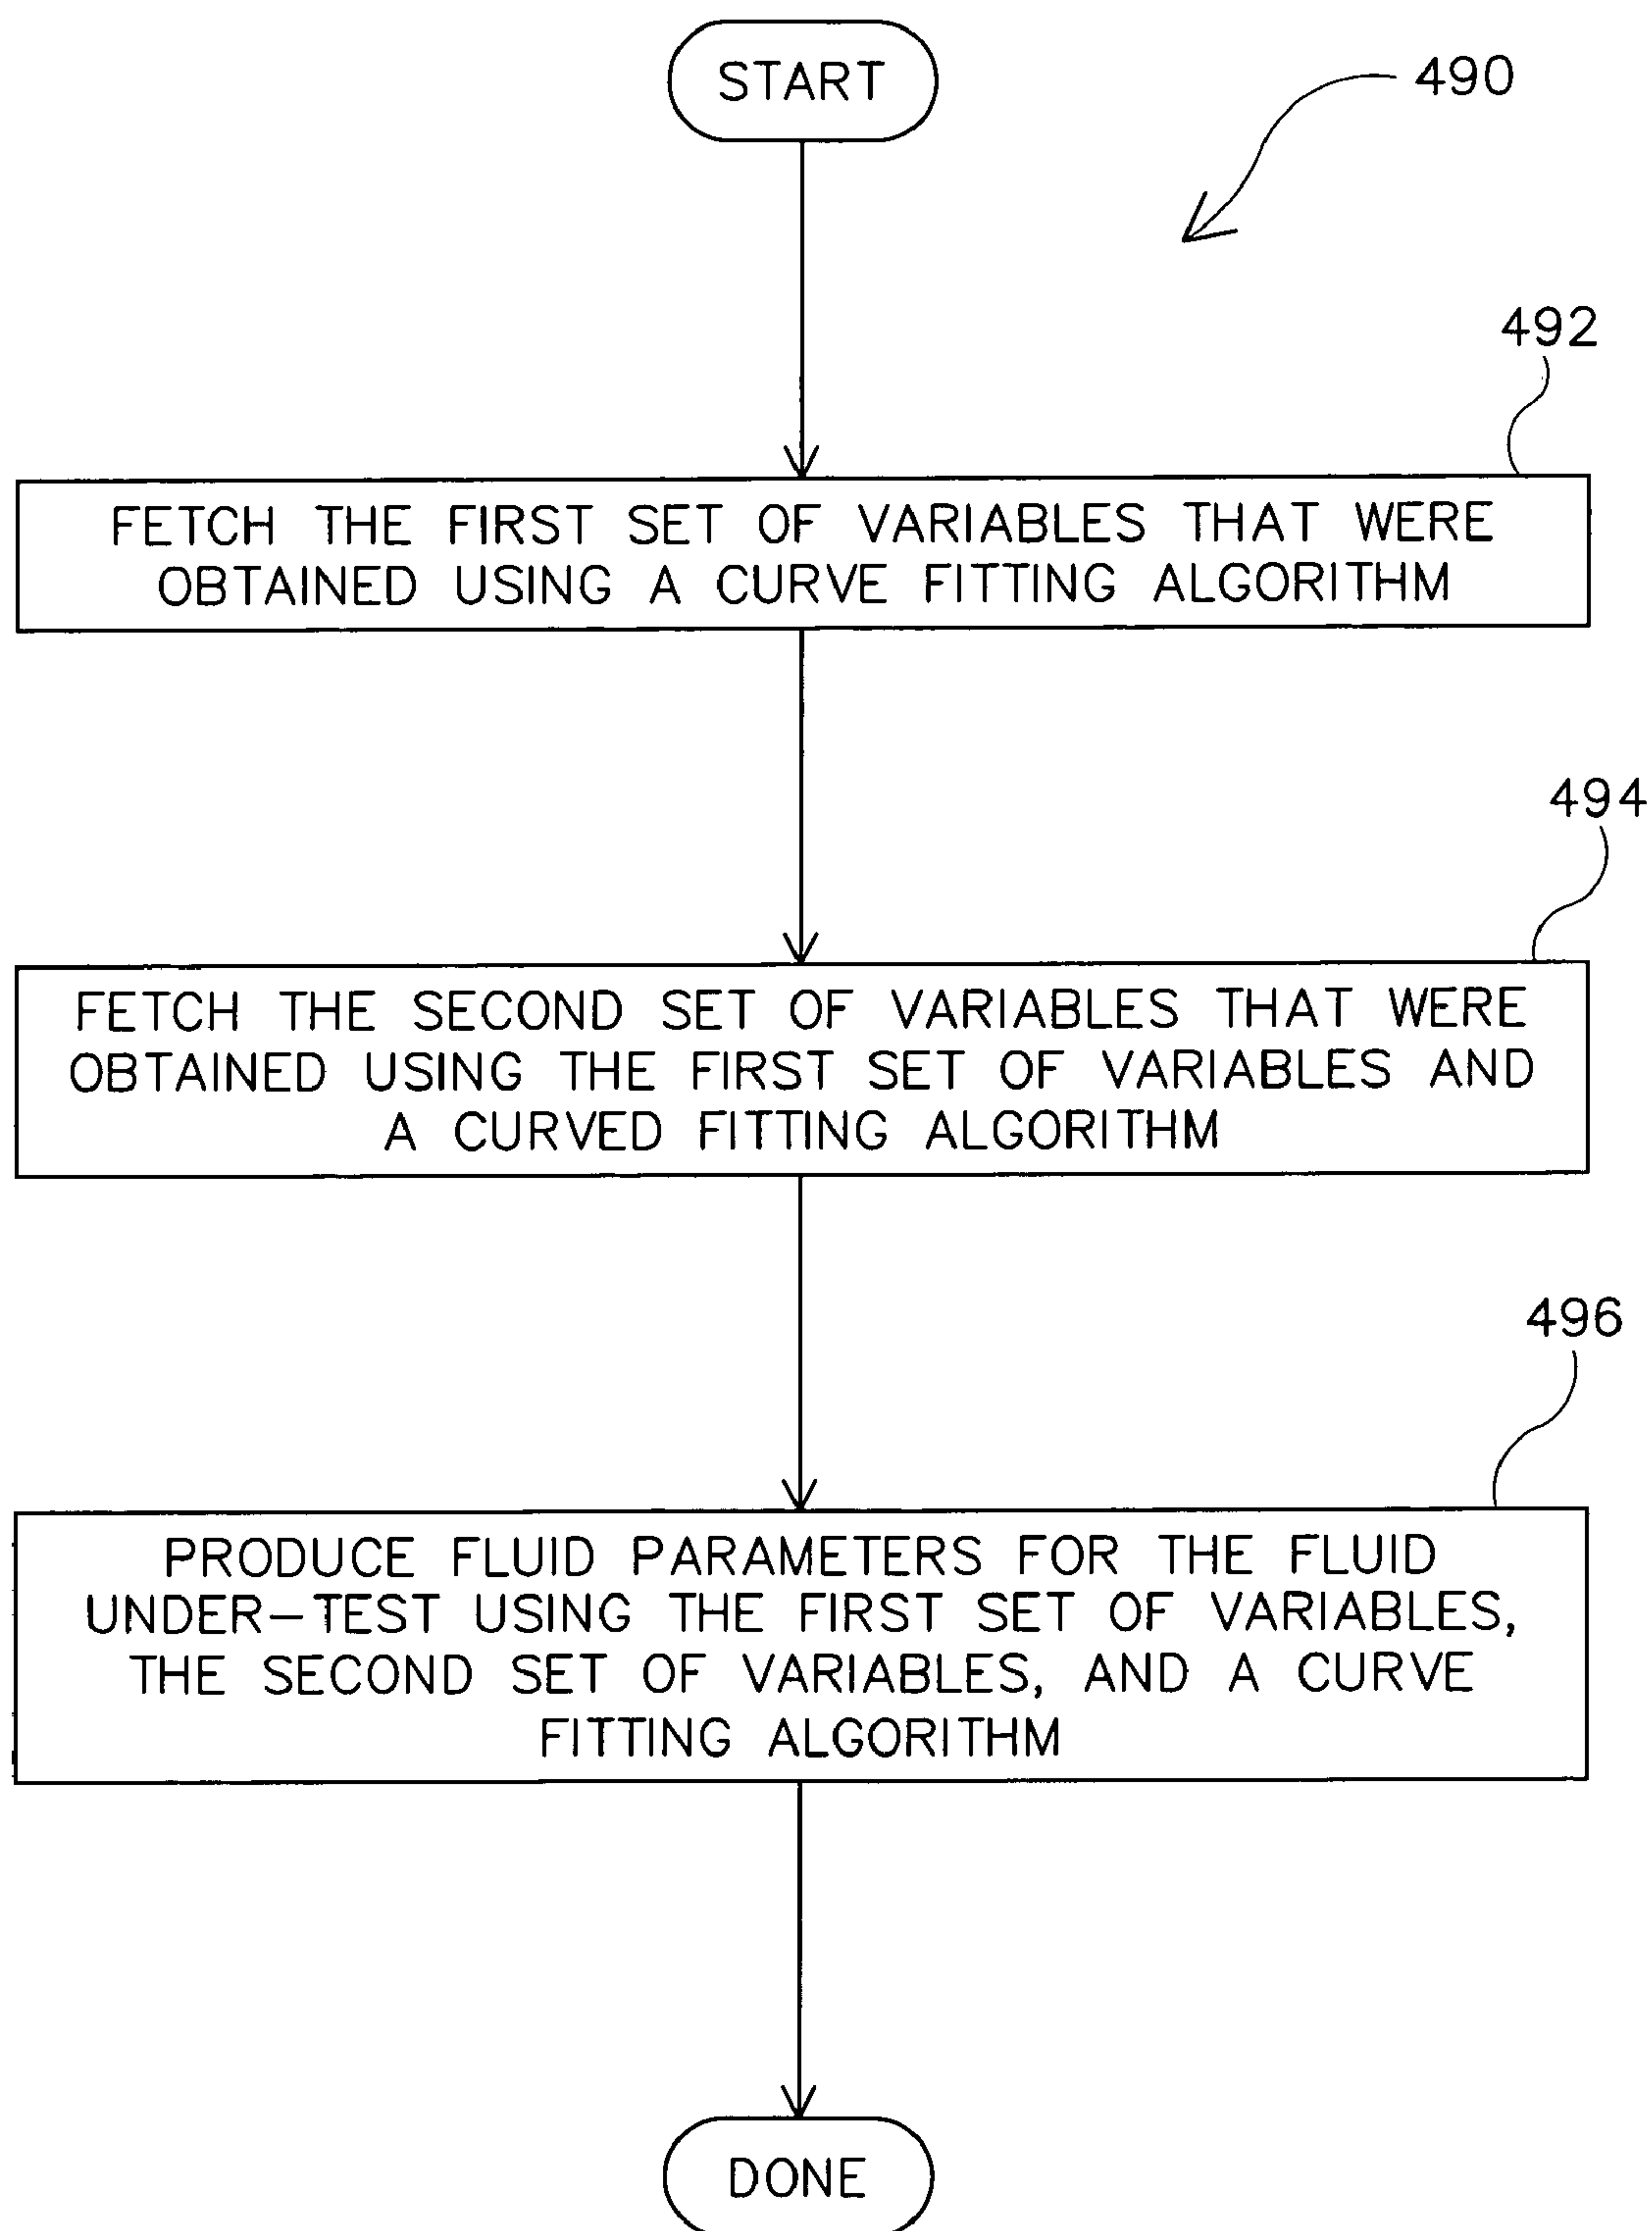 START
490
492
FETCH THE FIRST SET OF VARIABLES THAT WERE
OBTAINED USING A CURVE FITTING ALGORITHM
494
FETCH THE SECOND SET OF VARIABLES THAT WERE
OBTAINED USING THE FIRST SET OF VARIABLES AND
A CURVED FITTING ALGORITHM
496
PRODUCE FLUID PARAMETERS FOR THE FLUID
UNDER-TEST USING THE FIRST SET OF VARIABLES,
THE SECOND SET OF VARIABLES, AND A CURVE
FITTING ALGORITHM
DONE